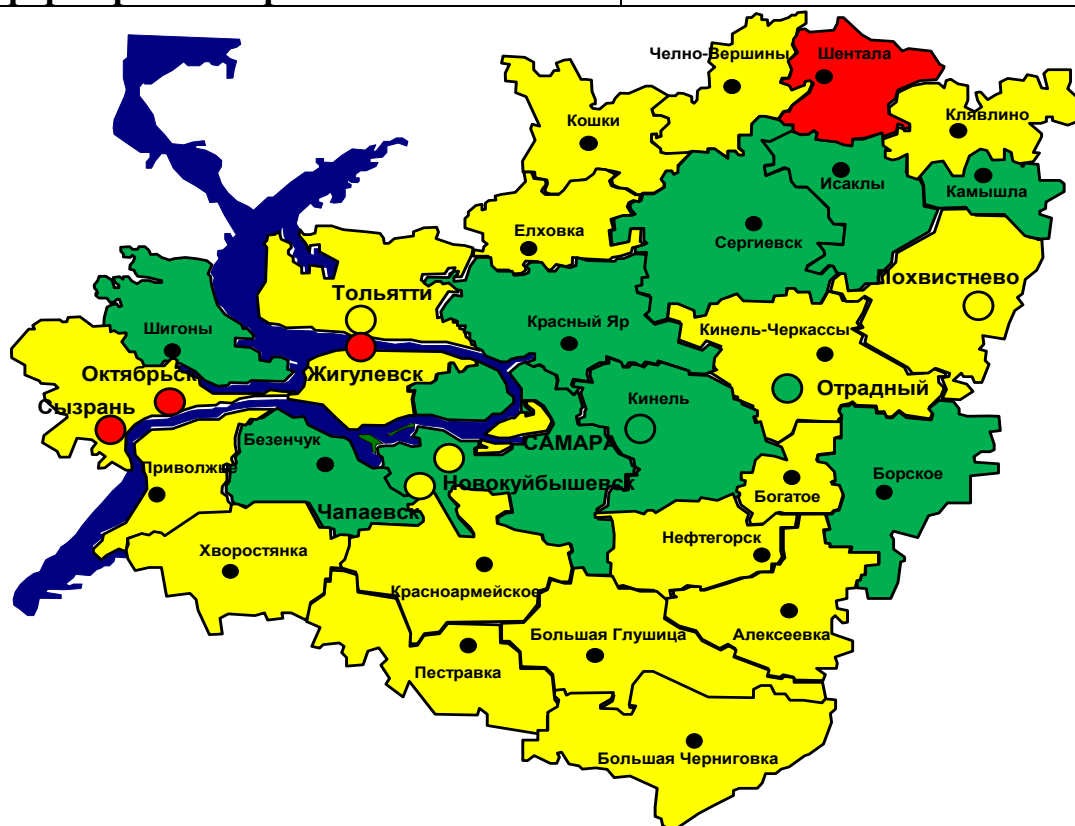 Челно-Вершины
Шентала
Кошки
Клявлино
Исаклы
Камышла
Елховка
Сергиевск
Похвистнево
Тольятти
Шигоны
Красный Яр
Кинель-Черкассы
Октябрьск
Жигулевск
Отрадный
Сызрань
Кинель
Безенчук
САМАРА
Приволжье
Борское
Новокуйбышевск
Богатое
Чапаевск
Нефтегорск
Хворостянка
Красноармейское
Большая Глушица
Алексеевка
Пестравка
Большая Черниговка